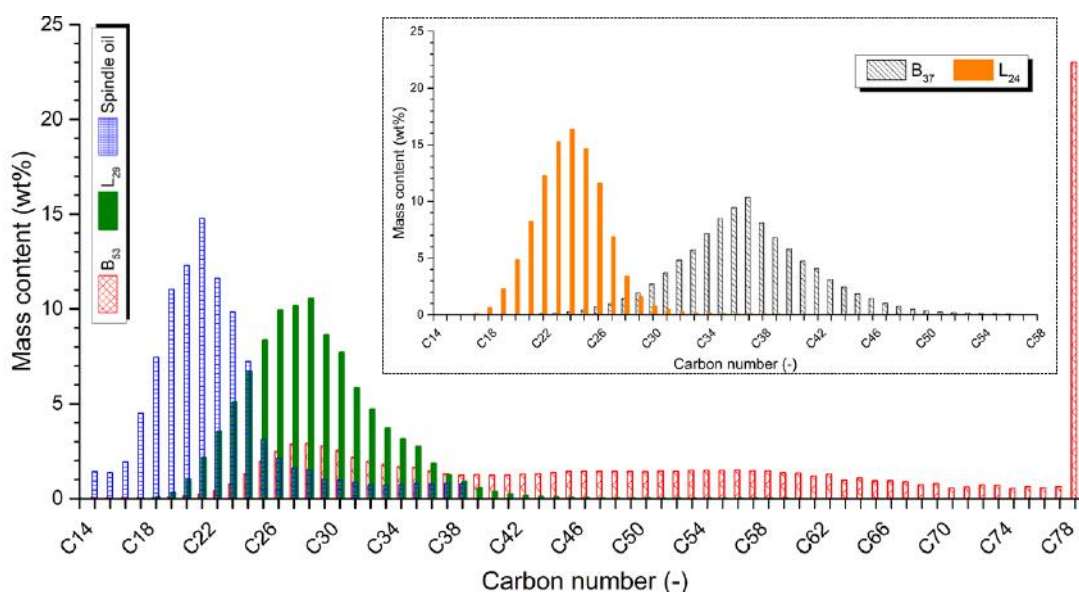 25
20
15
10
5
0
Mass content (wt%)
Spindle oil
L29
B53
C14
C18
C22
C26
C30
C34
C38
C42
C46
C50
C54
C58
C62
C66
C70
C74
C78
Carbon number (-)
25
20
15
10
5
0
Mass content (wt%)
B37 L24
C14
C18
C22
C26
C30
C34
C38
C42
C46
C50
C54
C58
Carbon number (-)